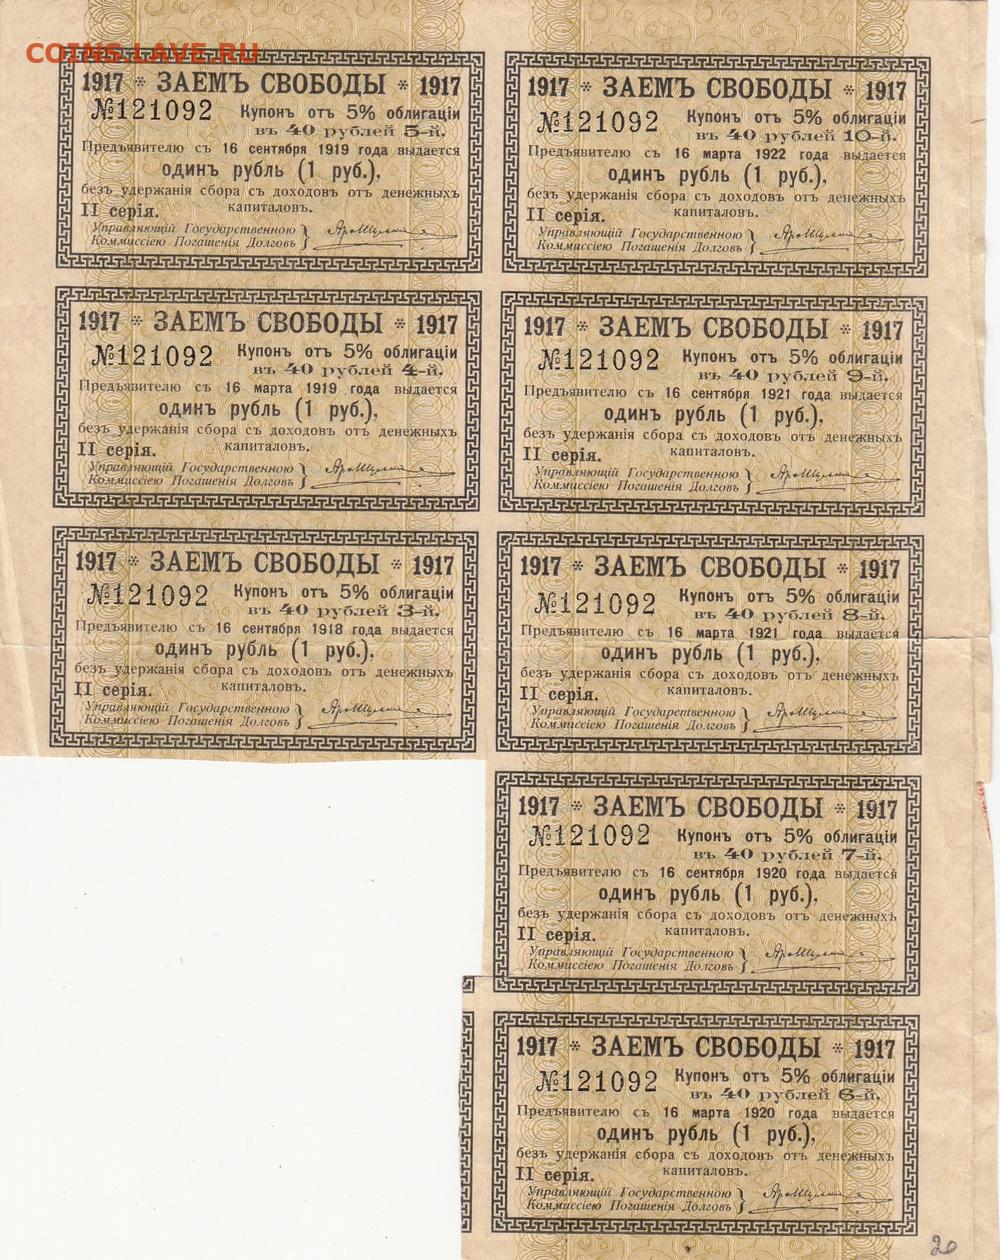 COINS.LAVE.RU
1917 * ЗАЕМЪ СВОБОДЫ * 1917
№121092 Купонъ отъ 5% облигаціи
въ 40 рублей 5-й.
Предъявителю съ 16 сентября 1919 года выдается
одинъ рубль (1 руб.),
безъ удержанія сбора съ доходовъ отъ денежныхъ
II серія. капиталовъ.
Управляющій Государственною
Коммиссіею Погашенія Долговъ
1917 * ЗАЕМЪ СВОБОДЫ * 1917
№121092 Купонъ отъ 5% облигаціи
въ 40 рублей 4-й.
Предъявителю съ 16 марта 1919 года выдается
одинъ рубль (1 руб.),
безъ удержанія сбора съ доходовъ отъ денежныхъ
II серія. капиталовъ.
Управляющій Государственною
Коммиссіею Погашенія Долговъ
1917 * ЗАЕМЪ СВОБОДЫ * 1917
№121092 Купонъ отъ 5% облигаціи
въ 40 рублей 3-й.
Предъявителю съ 16 сентября 1918 года выдается
одинъ рубль (1 руб.),
безъ удержанія сбора съ доходовъ отъ денежныхъ
II серія. капиталовъ.
Управляющій Государственною
Коммиссіею Погашенія Долговъ
1917 * ЗАЕМЪ СВОБОДЫ * 1917
№121092 Купонъ отъ 5% облигаціи
въ 40 рублей 10-й.
Предъявителю съ 16 марта 1922 года выдается
одинъ рубль (1 руб.),
безъ удержанія сбора съ доходовъ отъ денежныхъ
II серія. капиталовъ.
Управляющій Государственною
Коммиссіею Погашенія Долговъ
1917 * ЗАЕМЪ СВОБОДЫ * 1917
№121092 Купонъ отъ 5% облигаціи
въ 40 рублей 9-й.
Предъявителю съ 16 сентября 1921 года выдается
одинъ рубль (1 руб.),
безъ удержанія сбора съ доходовъ отъ денежныхъ
II серія. капиталовъ.
Управляющій Государственною
Коммиссіею Погашенія Долговъ
1917 * ЗАЕМЪ СВОБОДЫ * 1917
№121092 Купонъ отъ 5% облигаціи
въ 40 рублей 8-й.
Предъявителю съ 16 марта 1921 года выдается
одинъ рубль (1 руб.),
безъ удержанія сбора съ доходовъ отъ денежныхъ
II серія. капиталовъ.
Управляющій Государственною
Коммиссіею Погашенія Долговъ
1917 * ЗАЕМЪ СВОБОДЫ * 1917
№121092 Купонъ отъ 5% облигаціи
въ 40 рублей 7-й.
Предъявителю съ 16 сентября 1920 года выдается
одинъ рубль (1 руб.),
безъ удержанія сбора съ доходовъ отъ денежныхъ
II серія. капиталовъ.
Управляющій Государственною
Коммиссіею Погашенія Долговъ
1917 * ЗАЕМЪ СВОБОДЫ * 1917
№121092 Купонъ отъ 5% облигаціи
въ 40 рублей 6-й.
Предъявителю съ 16 марта 1920 года выдается
одинъ рубль (1 руб.),
безъ удержанія сбора съ доходовъ отъ денежныхъ
II серія. капиталовъ.
Управляющій Государственною
Коммиссіею Погашенія Долговъ
20